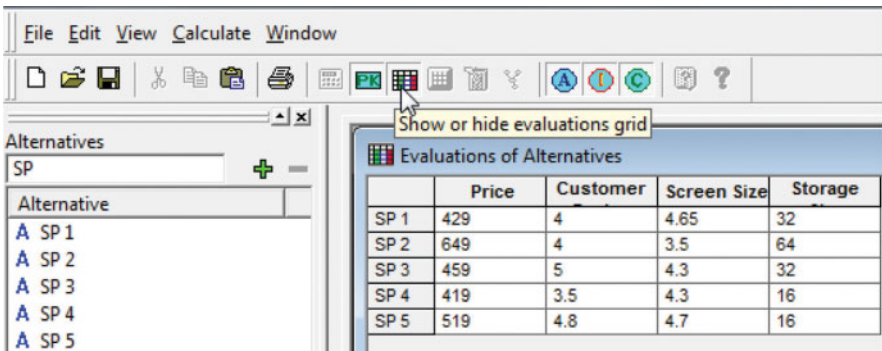 File Edit View Calculate Window
PK A I C ?
Show or hide evaluations grid
Alternatives
SP
Alternative
A SP 1
A SP 2
A SP 3
A SP 4
A SP 5
Evaluations of Alternatives
Price Customer Screen Size Storage
SP 1 429 4 4.65 32
SP 2 649 4 3.5 64
SP 3 459 5 4.3 32
SP 4 419 3.5 4.3 16
SP 5 519 4.8 4.7 16